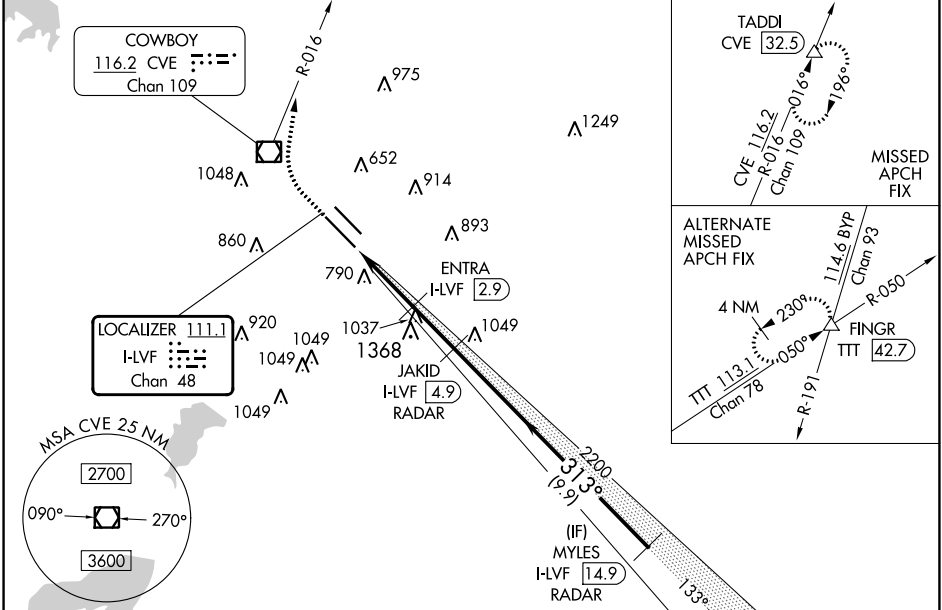 COWBOY
116.2 CVE
Chan 109
R-016
975
1249
652
1048
914
893
860
790
ENTRA
I-LVF 2.9
LOCALIZER 111.1
I-LVF
Chan 48
920
1049
1049
1049
1037
1368
1049
JAKID
I-LVF 4.9
RADAR
MSA CVE 25 NM
2700
090°
270°
3600
2200
313°
(9.9)
(IF)
MYLES
I-LVF 14.9
RADAR
133°
TADDI
CVE 32.5
016°
196°
CVE 116.2
R-016
Chan 109
MISSED
APCH
FIX
ALTERNATE
MISSED
APCH FIX
114.6 BYP
Chan 93
R-050
4 NM
230°
FINGR
TTT 42.7
050°
TTT 113.1
Chan 78
R-191